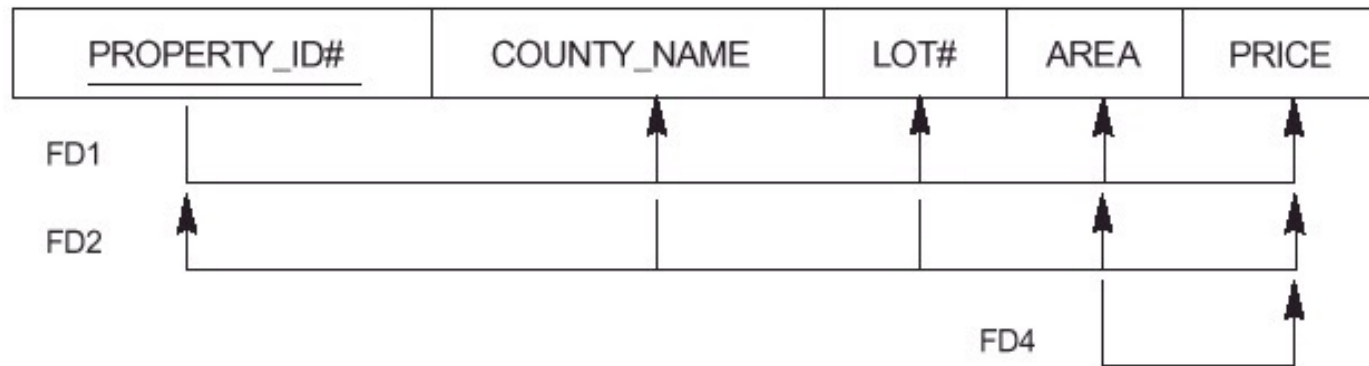 PROPERTY_ID# COUNTY_NAME LOT# AREA PRICE
FD1
FD2
FD4